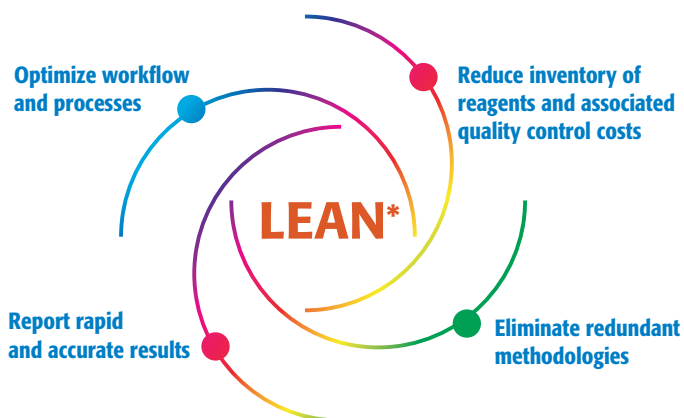 Optimize workflow
and processes
Reduce inventory of
reagents and associated
quality control costs
LEAN*
Report rapid
and accurate results
Eliminate redundant
methodologies